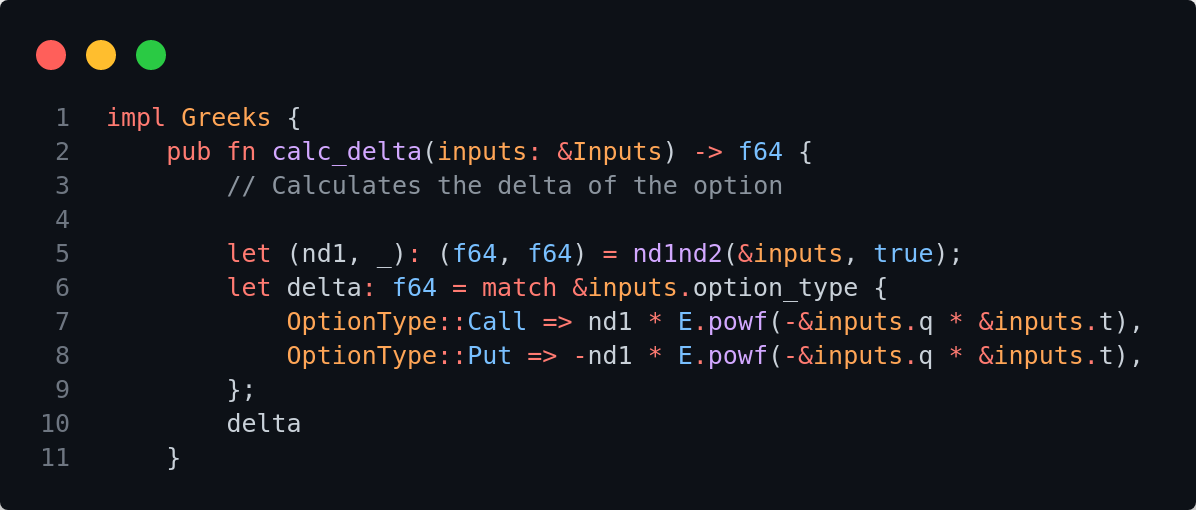 1 impl Greeks {
2     pub fn calc_delta(inputs: &Inputs) -> f64 {
3         // Calculates the delta of the option
4
5         let (nd1, _): (f64, f64) = nd1nd2(&inputs, true);
6         let delta: f64 = match &inputs.option_type {
7             OptionType::Call => nd1 * E.powf(-&inputs.q * &inputs.t),
8             OptionType::Put => -nd1 * E.powf(-&inputs.q * &inputs.t),
9         };
10         delta
11     }